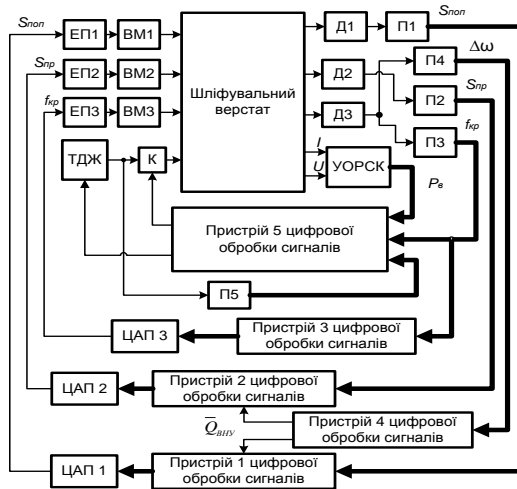 Sпоп
ЕП1
ВМ1
Д1
П1
Sпоп
Sпр
ЕП2
ВМ2
Шліфувальний
верстат
Д2
П4
Δω
fкр
ЕП3
ВМ3
Д3
П2
Sпр
ТДЖ
К
I
U
УОРСК
П3
fкр
Pв
Пристрій 5 цифрової
обробки сигналів
П5
ЦАП 3
Пристрій 3 цифрової
обробки сигналів
ЦАП 2
Пристрій 2 цифрової
обробки сигналів
Q̅ВНУ
Пристрій 4 цифрової
обробки сигналів
ЦАП 1
Пристрій 1 цифрової
обробки сигналів